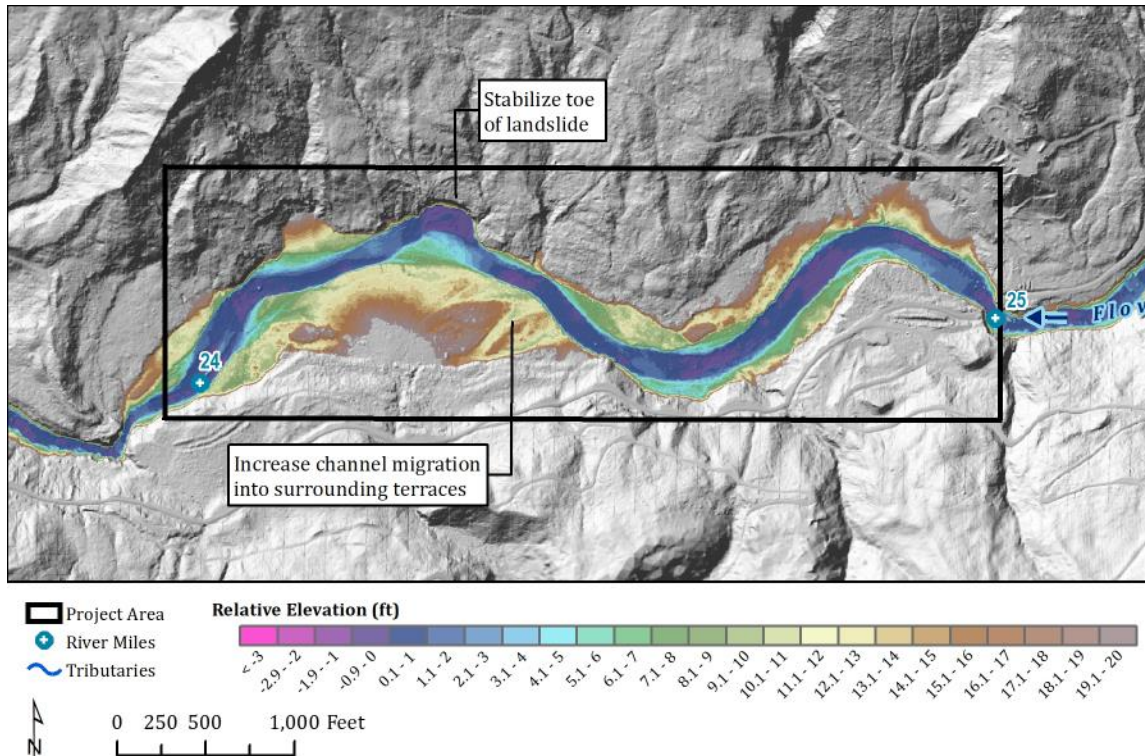 Stabilize toe
of landslide
25
Flow
24
Increase channel migration
into surrounding terraces
Project Area
River Miles
Tributaries
Relative Elevation (ft)
< -3
-2.9 - -2
-1.9 - -1
-0.9 - 0
0.1 - 1
1.1 - 2
2.1 - 3
3.1 - 4
4.1 - 5
5.1 - 6
6.1 - 7
7.1 - 8
8.1 - 9
9.1 - 10
10.1 - 11
11.1 - 12
12.1 - 13
13.1 - 14
14.1 - 15
15.1 - 16
16.1 - 17
17.1 - 18
18.1 - 19
19.1 - 20
N
0 250 500 1,000 Feet